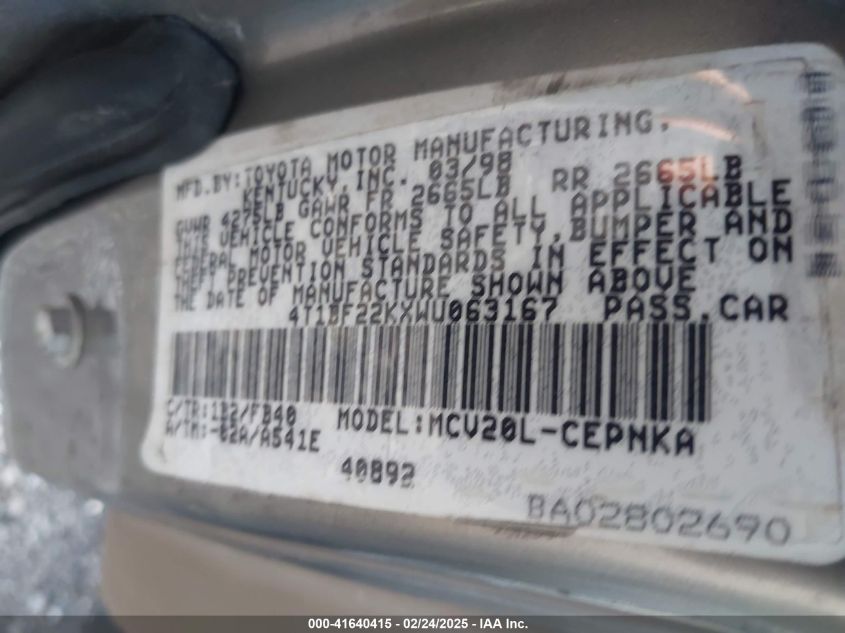 MFD.BY:TOYOTA MOTOR MANUFACTURING,
KENTUCKY,INC. 03/98
GVWR 4275LB GAWR FR 2665LB RR 2665LB
THIS VEHICLE CONFORMS TO ALL APPLICABLE
FEDERAL MOTOR VEHICLE SAFETY,BUMPER AND
THEFT PREVENTION STANDARDS IN EFFECT ON
THE DATE OF MANUFACTURE SHOWN ABOVE
4T1BF22KXWU063167 PASS.CAR
C/TR:1B2/FB40
A/TM:-02A/A541E
MODEL:MCV20L-CEPNKA
40892
BA02802690
000-41640415 - 02/24/2025 - IAA Inc.